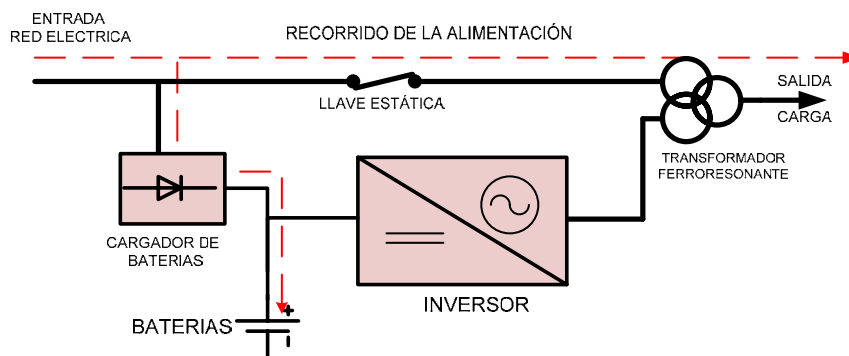 ENTRADA
RED ELECTRICA
RECORRIDO DE LA ALIMENTACIÓN
LLAVE ESTÁTICA
SALIDA
CARGA
TRANSFORMADOR
FERRORESONANTE
CARGADOR DE
BATERIAS
INVERSOR
BATERIAS
+
-